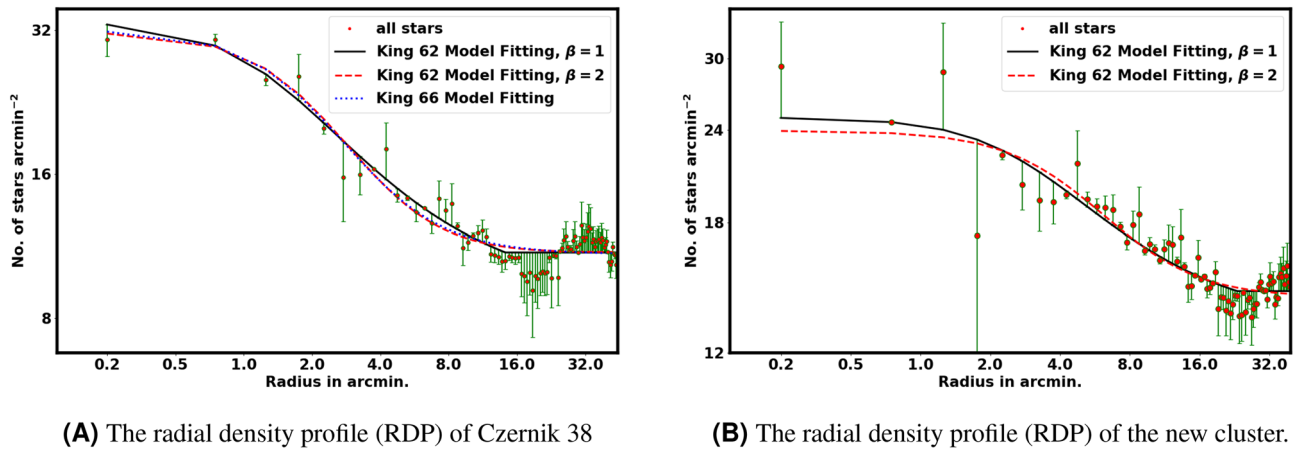 No. of stars arcmin⁻²
32
16
8
all stars
King 62 Model Fitting, β = 1
King 62 Model Fitting, β = 2
King 66 Model Fitting
0.2 0.5 1.0 2.0 4.0 8.0 16.0 32.0
Radius in arcmin.
(A) The radial density profile (RDP) of Czernik 38
No. of stars arcmin⁻²
30
24
18
12
all stars
King 62 Model Fitting, β = 1
King 62 Model Fitting, β = 2
0.2 0.5 1.0 2.0 4.0 8.0 16.0 32.0
Radius in arcmin.
(B) The radial density profile (RDP) of the new cluster.